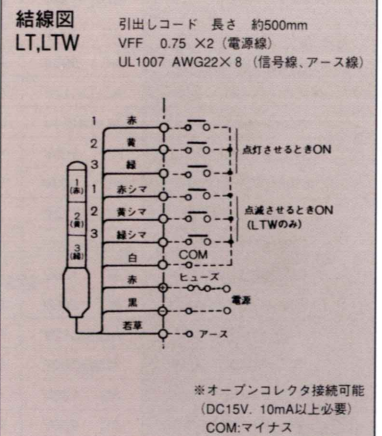 結線図
LT,LTW
引出しコード 長さ 約500mm
VFF 0.75 ×2(電源線)
UL1007 AWG22×8(信号線、アース線)
1 赤
2 黄
3 緑
1 赤シマ
2 黄シマ
3 緑シマ
白 COM
赤 ヒューズ
黒 電源
若草 アース
1
(赤)
2
(黄)
3
(緑)
点灯させるときON
点滅させるときON
(LTWのみ)
※オープンコレクタ接続可能
(DC15V. 10mA以上必要)
COM:マイナス